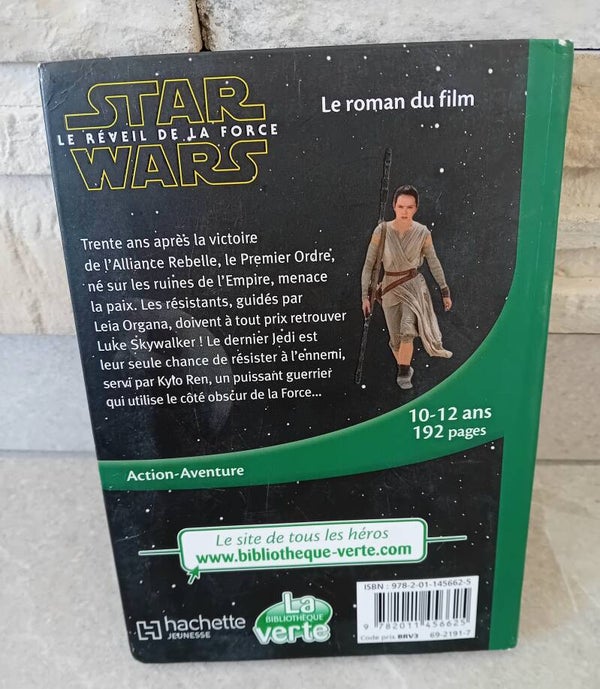 STAR
LE RÉVEIL DE LA FORCE
WARS
Le roman du film
Trente ans après la victoire
de l'Alliance Rebelle, le Premier Ordre,
né sur les ruines de l'Empire, menace
la paix. Les résistants, guidés par
Leia Organa, doivent à tout prix retrouver
Luke Skywalker ! Le dernier Jedi est
leur seule chance de résister à l'ennemi,
servi par Kylo Ren, un puissant guerrier
qui utilise le côté obscur de la Force...
10-12 ans
192 pages
Action-Aventure
Le site de tous les héros
www.bibliotheque-verte.com
hachette
JEUNESSE
La
BIBLIOTHÈQUE
verte
ISBN : 978-2-01-145662-5
9 782011 456625
Code prix BRV3 69-2191-7